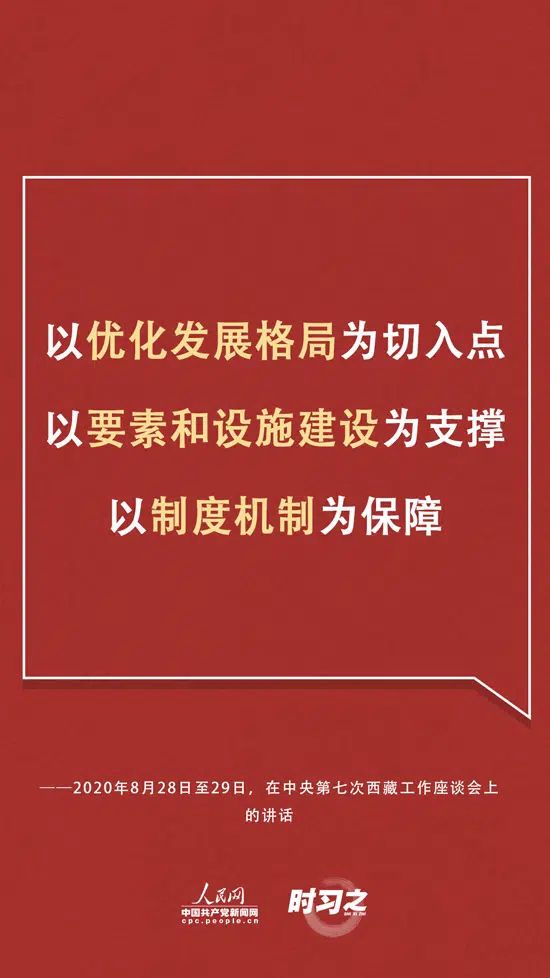 以优化发展格局为切入点
以要素和设施建设为支撑
以制度机制为保障
——2020年8月28日至29日，在中央第七次西藏工作座谈会上
的讲话
人民网
中国共产党新闻网
cpc.people.cn
时习之
SHI XI ZHI